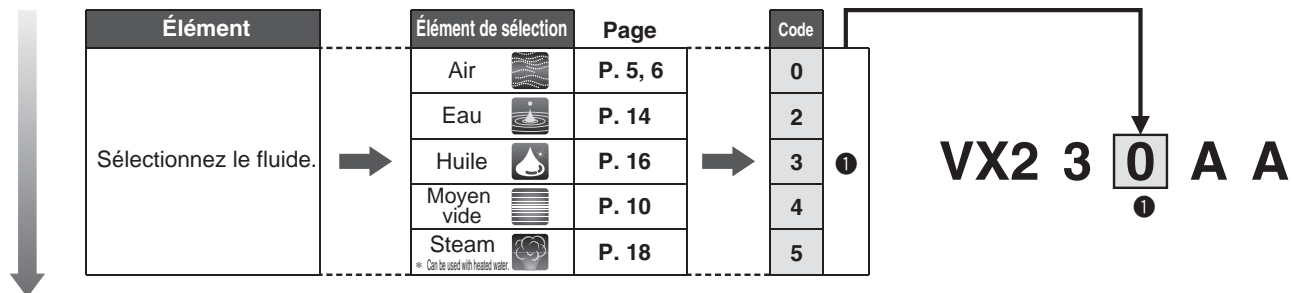 Élément Élément de sélection Page Code
Sélectionnez le fluide.
Air P. 5, 6 0
Eau P. 14 2
Huile P. 16 3 ❶
Moyen vide P. 10 4
Steam P. 18 5
* Can be used with heated water.
VX2 3 0 A A
❶